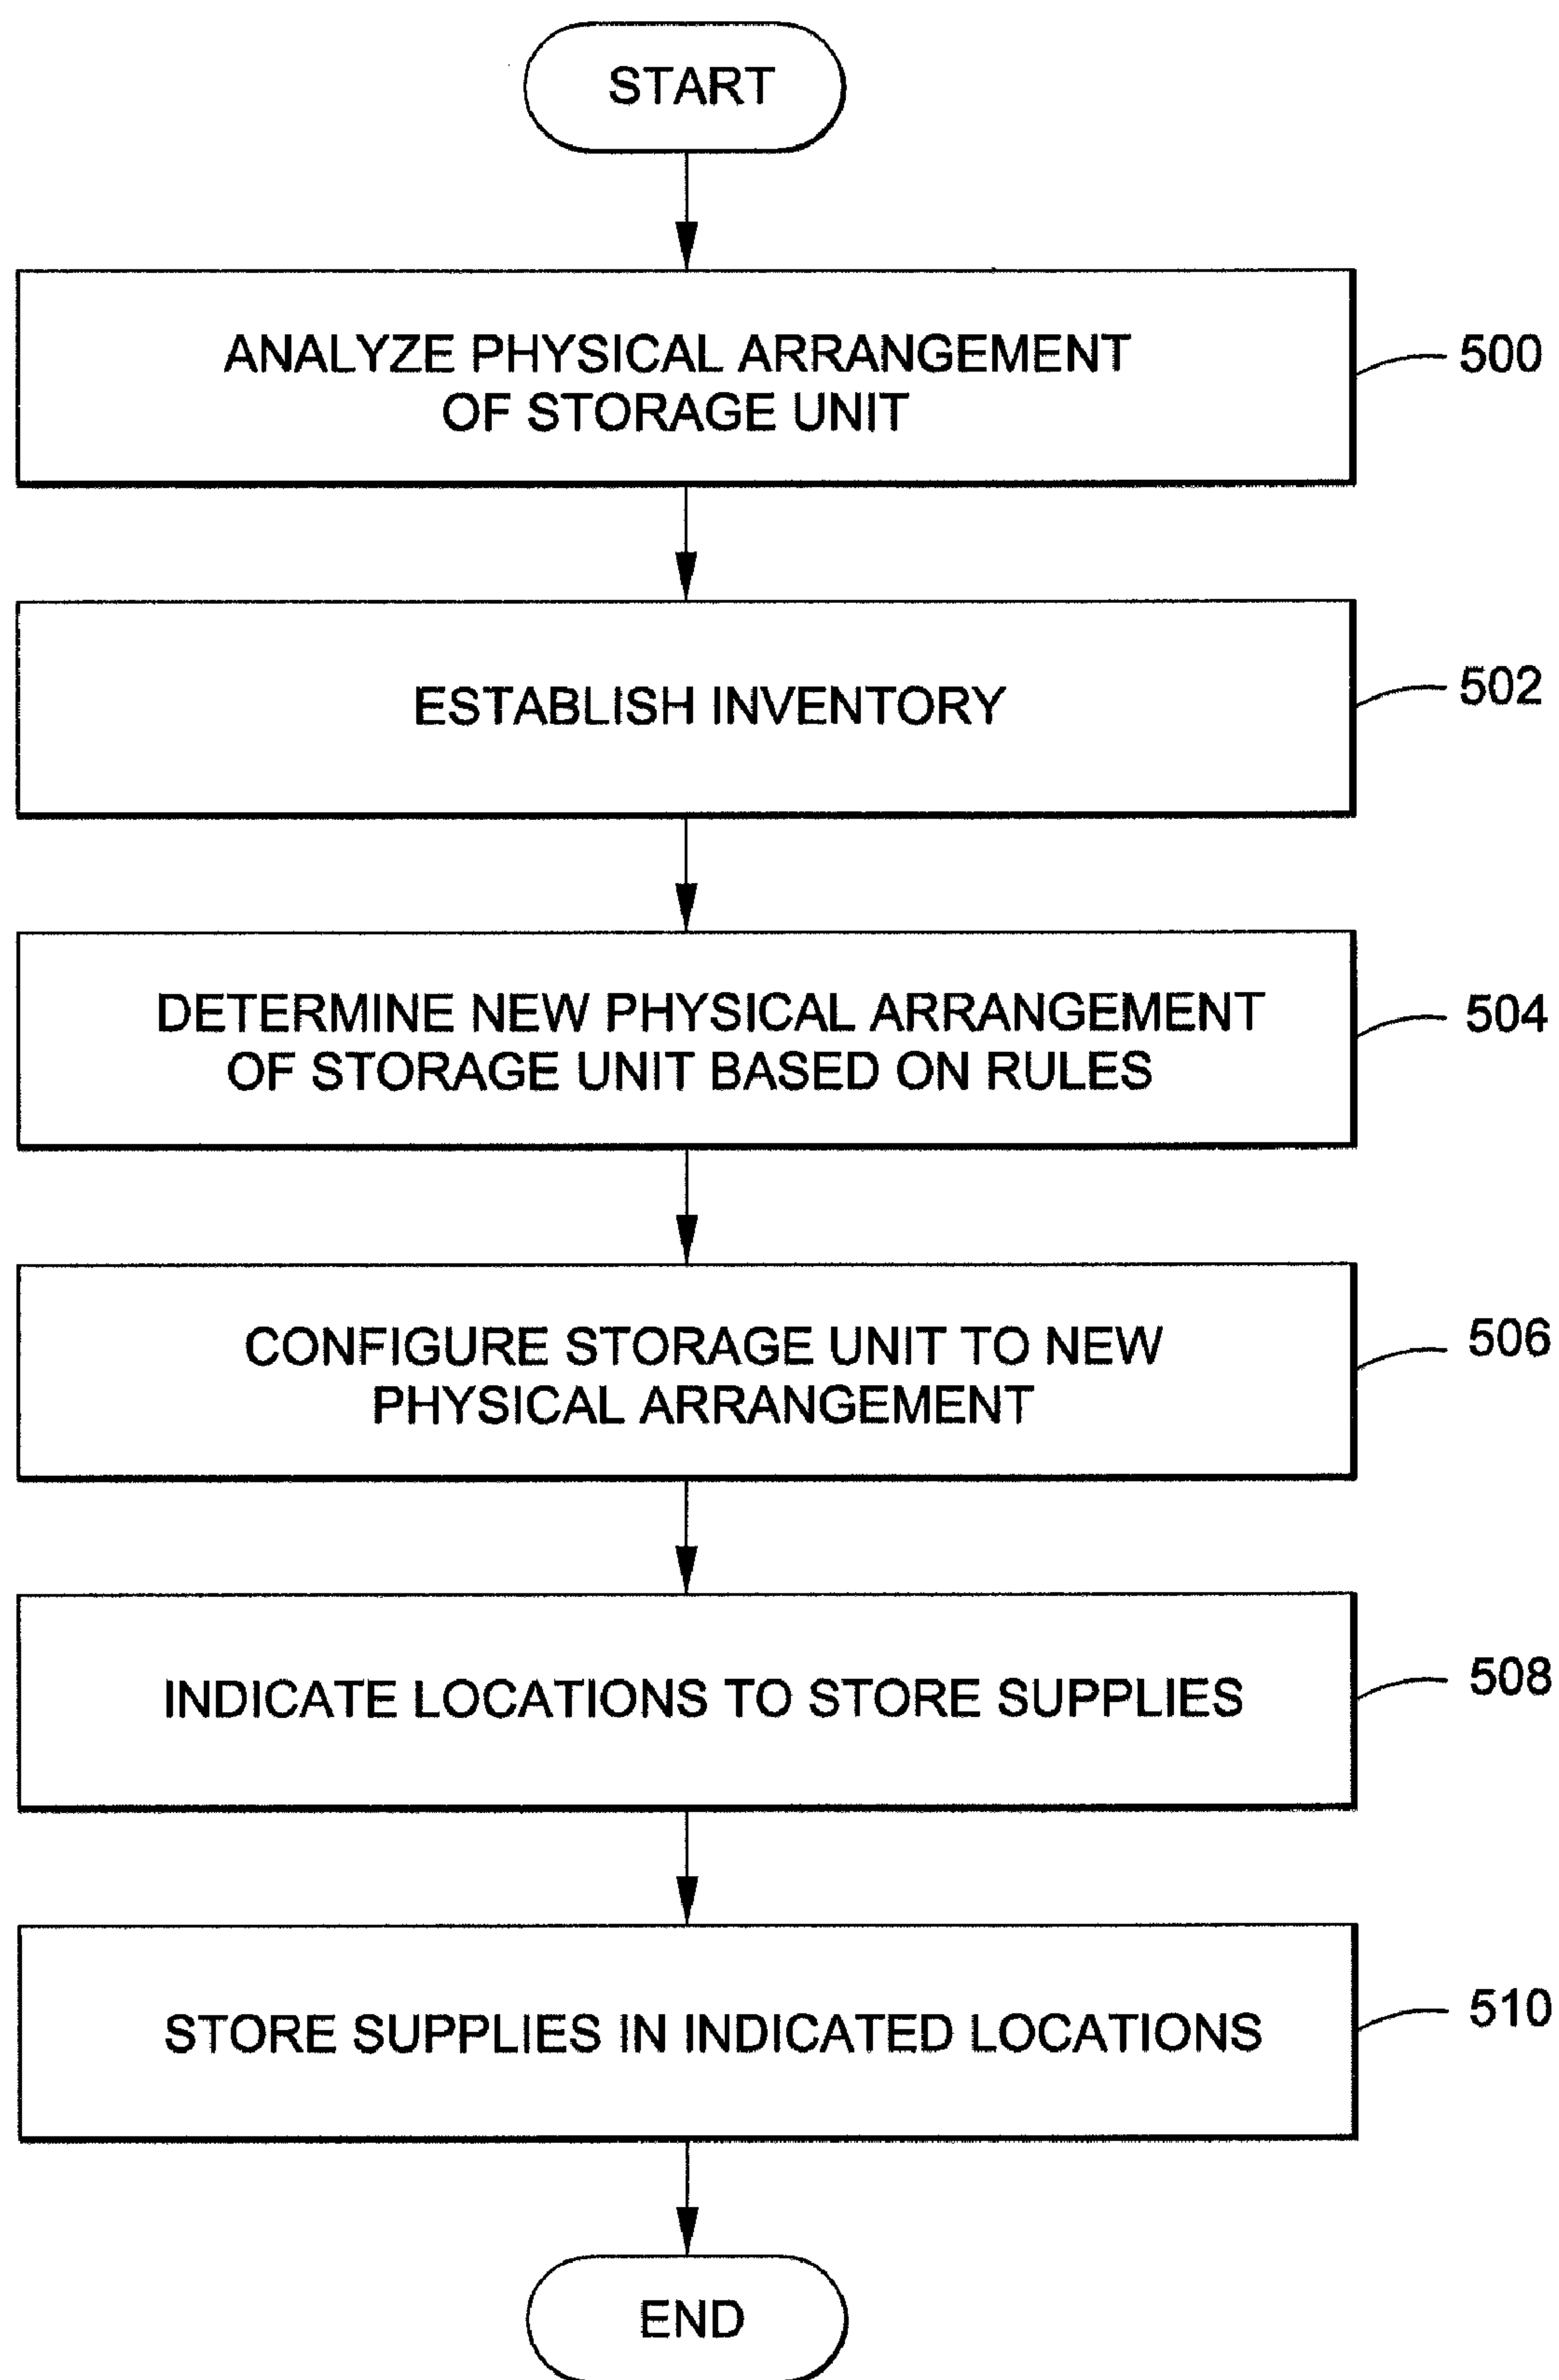 START
ANALYZE PHYSICAL ARRANGEMENT
OF STORAGE UNIT
500
ESTABLISH INVENTORY
502
DETERMINE NEW PHYSICAL ARRANGEMENT
OF STORAGE UNIT BASED ON RULES
504
CONFIGURE STORAGE UNIT TO NEW
PHYSICAL ARRANGEMENT
506
INDICATE LOCATIONS TO STORE SUPPLIES
508
STORE SUPPLIES IN INDICATED LOCATIONS
510
END